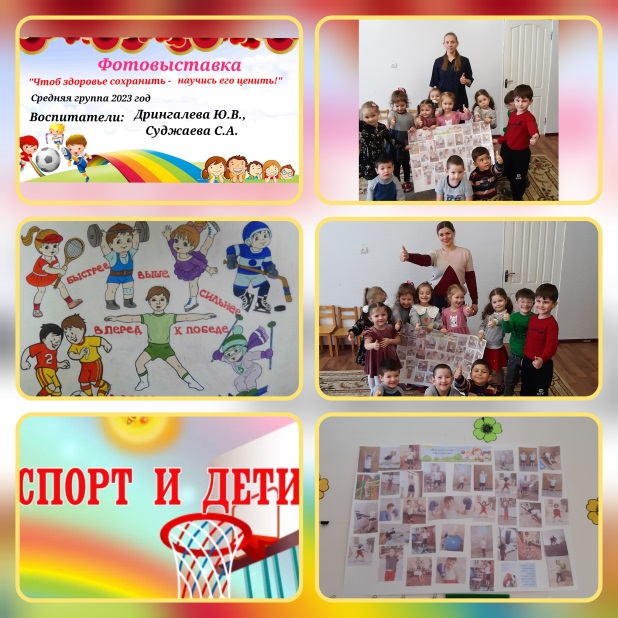 Фотовыставка
"Чтоб здоровье сохранить - научись его ценить!"
Средняя группа 2023 год
Воспитатели: Дрингалева Ю.В.,
Суджаева С.А.
БЫСТРЕЕ ВЫШЕ СИЛЬНЕЕ
ВПЕРЕД К ПОБЕДЕ
СПОРТ И ДЕТИ